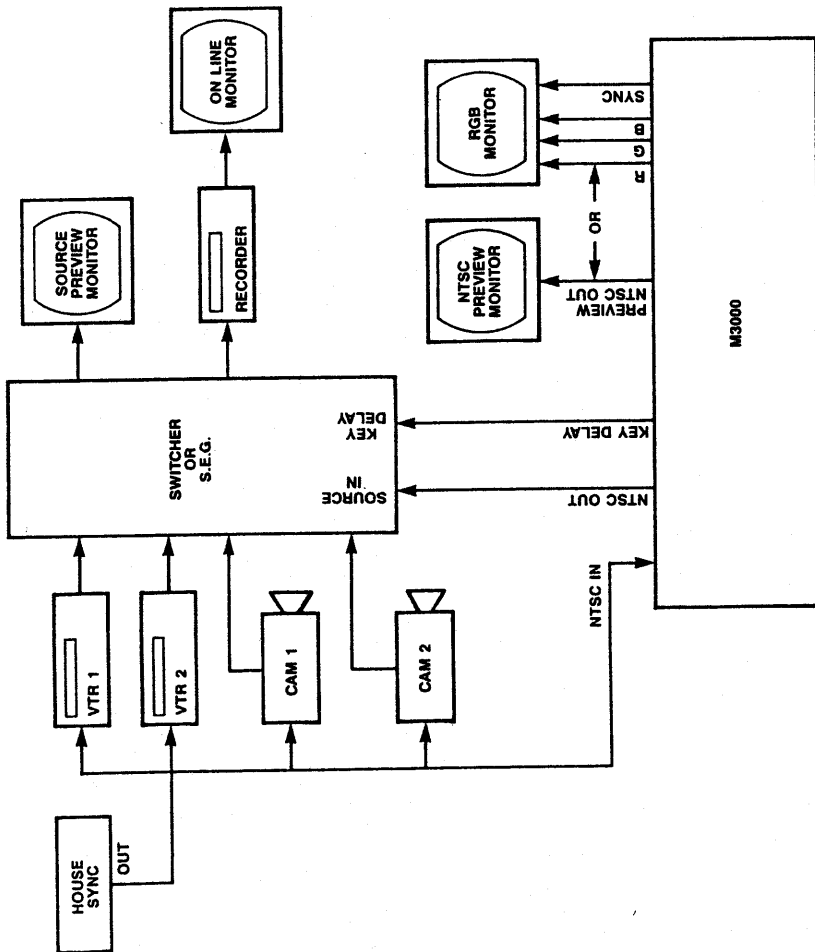 HOUSE
SYNC
OUT
VTR 1
VTR 2
CAM 1
CAM 2
NTSC IN
SWITCHER
OR
S.E.G.
SOURCE
IN
KEY
DELAY
NTSC OUT
KEY DELAY
SOURCE
PREVIEW
MONITOR
RECORDER
ON LINE
MONITOR
NTSC
PREVIEW
MONITOR
PREVIEW
NTSC OUT
OR
RGB
MONITOR
R
G
B
SYNC
M3000